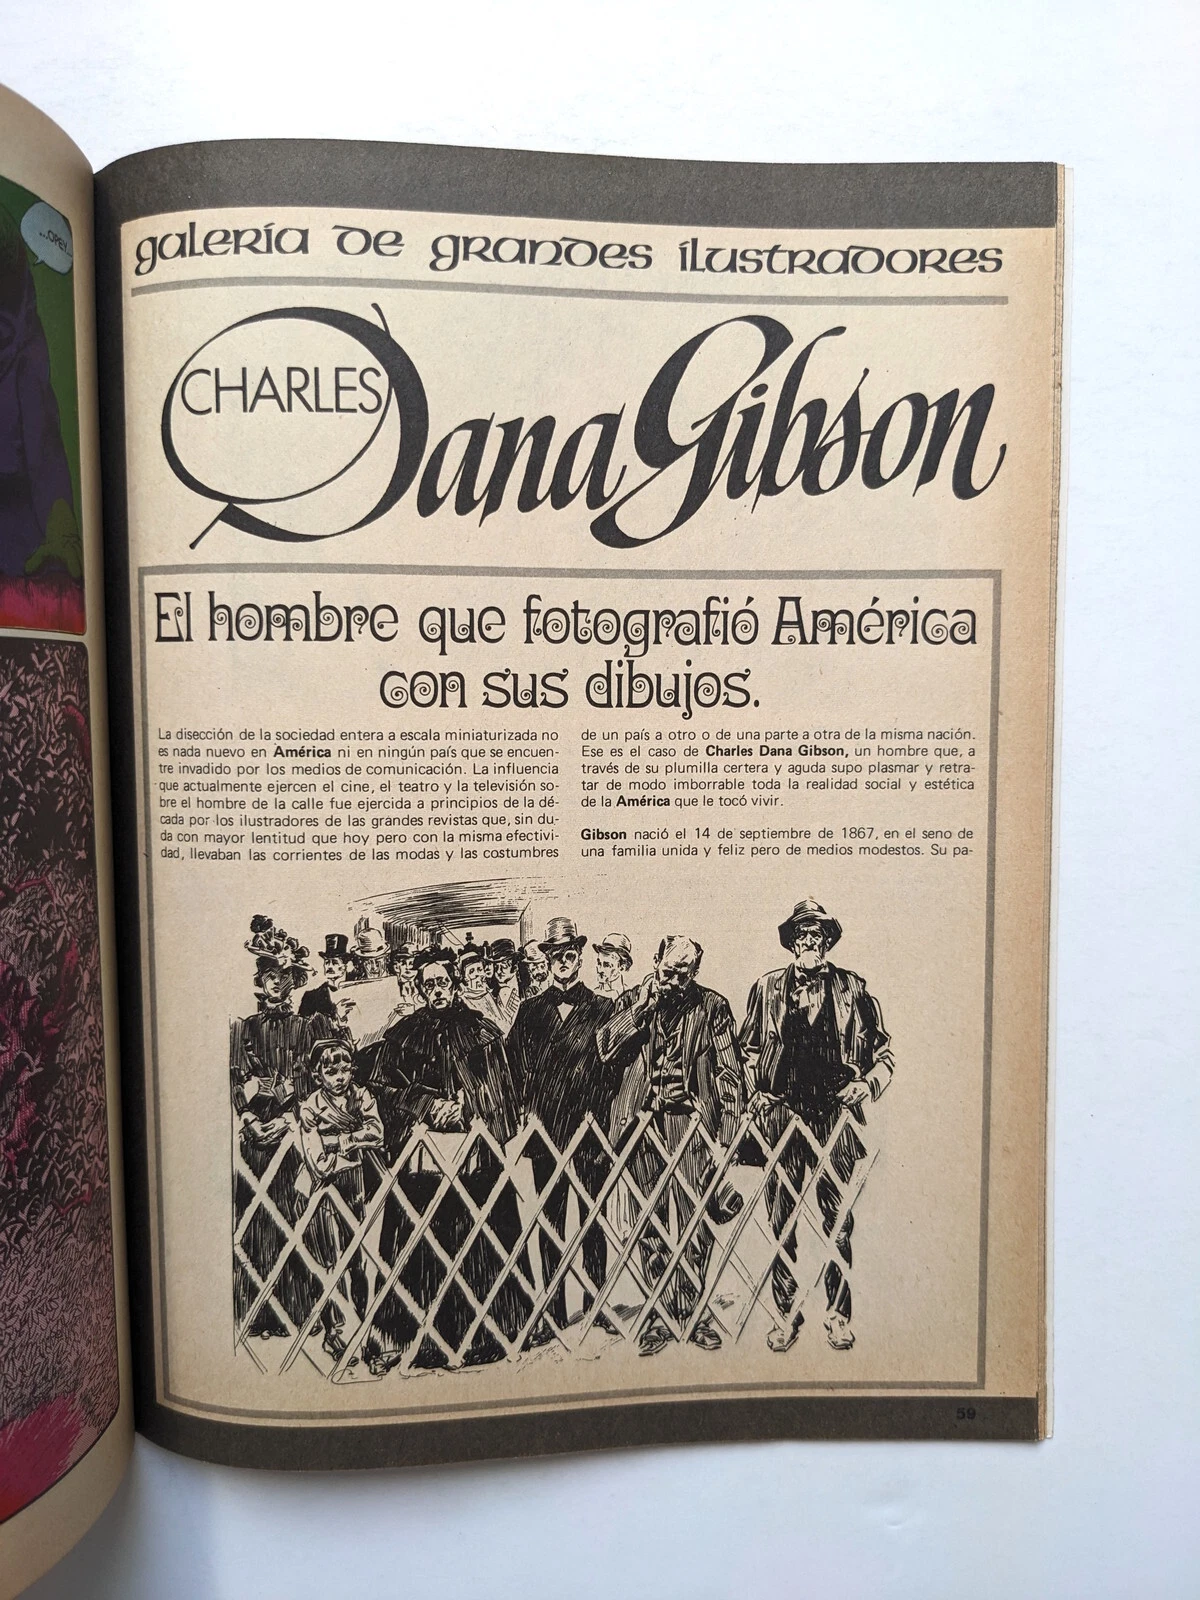 ...OPEY...
galería de grandes ilustradores
CHARLES
Dana Gibson
El hombre que fotografió América
con sus dibujos.
La disección de la sociedad entera a escala miniaturizada no
es nada nuevo en América ni en ningún país que se encuen-
tre invadido por los medios de comunicación. La influencia
que actualmente ejercen el cine, el teatro y la televisión so-
bre el hombre de la calle fue ejercida a principios de la dé-
cada por los ilustradores de las grandes revistas que, sin du-
da con mayor lentitud que hoy pero con la misma efectivi-
dad, llevaban las corrientes de las modas y las costumbres
de un país a otro o de una parte a otra de la misma nación.
Ese es el caso de Charles Dana Gibson, un hombre que, a
través de su plumilla certera y aguda supo plasmar y retra-
tar de modo imborrable toda la realidad social y estética
de la América que le tocó vivir.
Gibson nació el 14 de septiembre de 1867, en el seno de
una familia unida y feliz pero de medios modestos. Su pa-
59